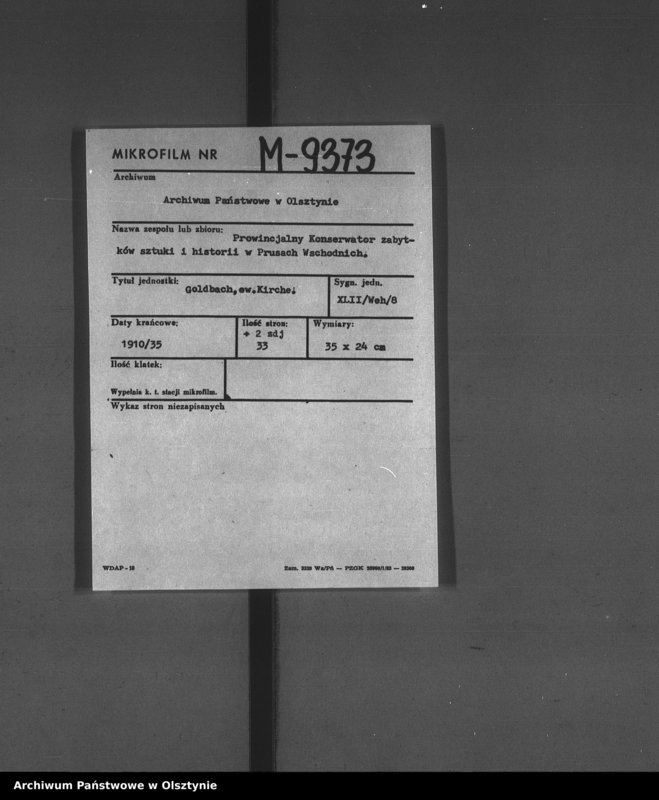 MIKROFILM NR M-9373
Archiwum
Archiwum Państwowe w Olsztynie
Nazwa zespołu lub zbioru: Prowincjalny Konserwator zabyt-
ków sztuki i historii w Prusach Wschodnich.
Tytuł jednostki: Goldbach,ew.Kirche.
Sygn. jedn.
XLII/Weh/8
Daty krańcowe:
1910/35
Ilość stron:
+ 2 zdj
33
Wymiary:
35 x 24 cm
Ilość klatek:
Wypełnia k. t. stacji mikrofilm.
Wykaz stron niezapisanych
WDAP-18
Zam.
Archiwum Państwowe w Olsztynie